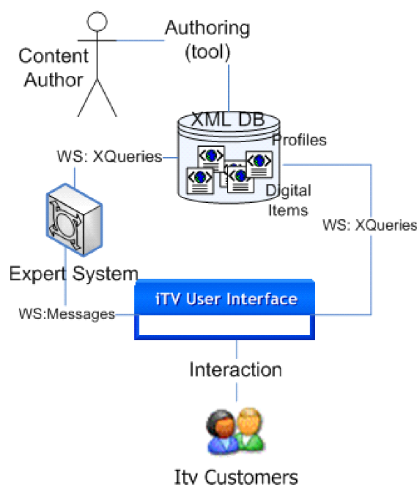 Authoring
(tool)
Content
Author
XML DB
Profiles
WS: XQueries
Digital
Items
WS: XQueries
Expert System
iTV User Interface
WS:Messages
Interaction
Itv Customers